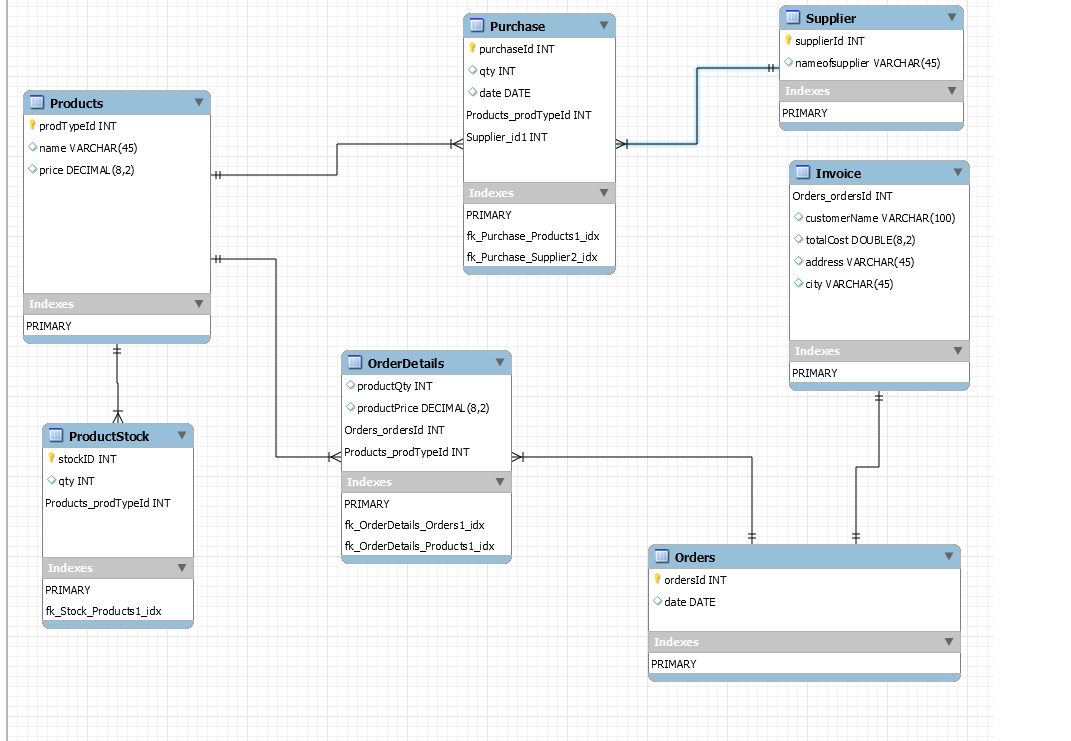 Products
prodTypeId INT
name VARCHAR(45)
price DECIMAL(8,2)
Indexes
PRIMARY
Purchase
purchaseId INT
qty INT
date DATE
Products_prodTypeId INT
Supplier_id1 INT
Indexes
PRIMARY
fk_Purchase_Products1_idx
fk_Purchase_Supplier2_idx
Supplier
supplierId INT
nameofsupplier VARCHAR(45)
Indexes
PRIMARY
Invoice
Orders_ordersId INT
customerName VARCHAR(100)
totalCost DOUBLE(8,2)
address VARCHAR(45)
city VARCHAR(45)
Indexes
PRIMARY
OrderDetails
productQty INT
productPrice DECIMAL(8,2)
Orders_ordersId INT
Products_prodTypeId INT
Indexes
PRIMARY
fk_OrderDetails_Orders1_idx
fk_OrderDetails_Products1_idx
ProductStock
stockID INT
qty INT
Products_prodTypeId INT
Indexes
PRIMARY
fk_Stock_Products1_idx
Orders
ordersId INT
date DATE
Indexes
PRIMARY